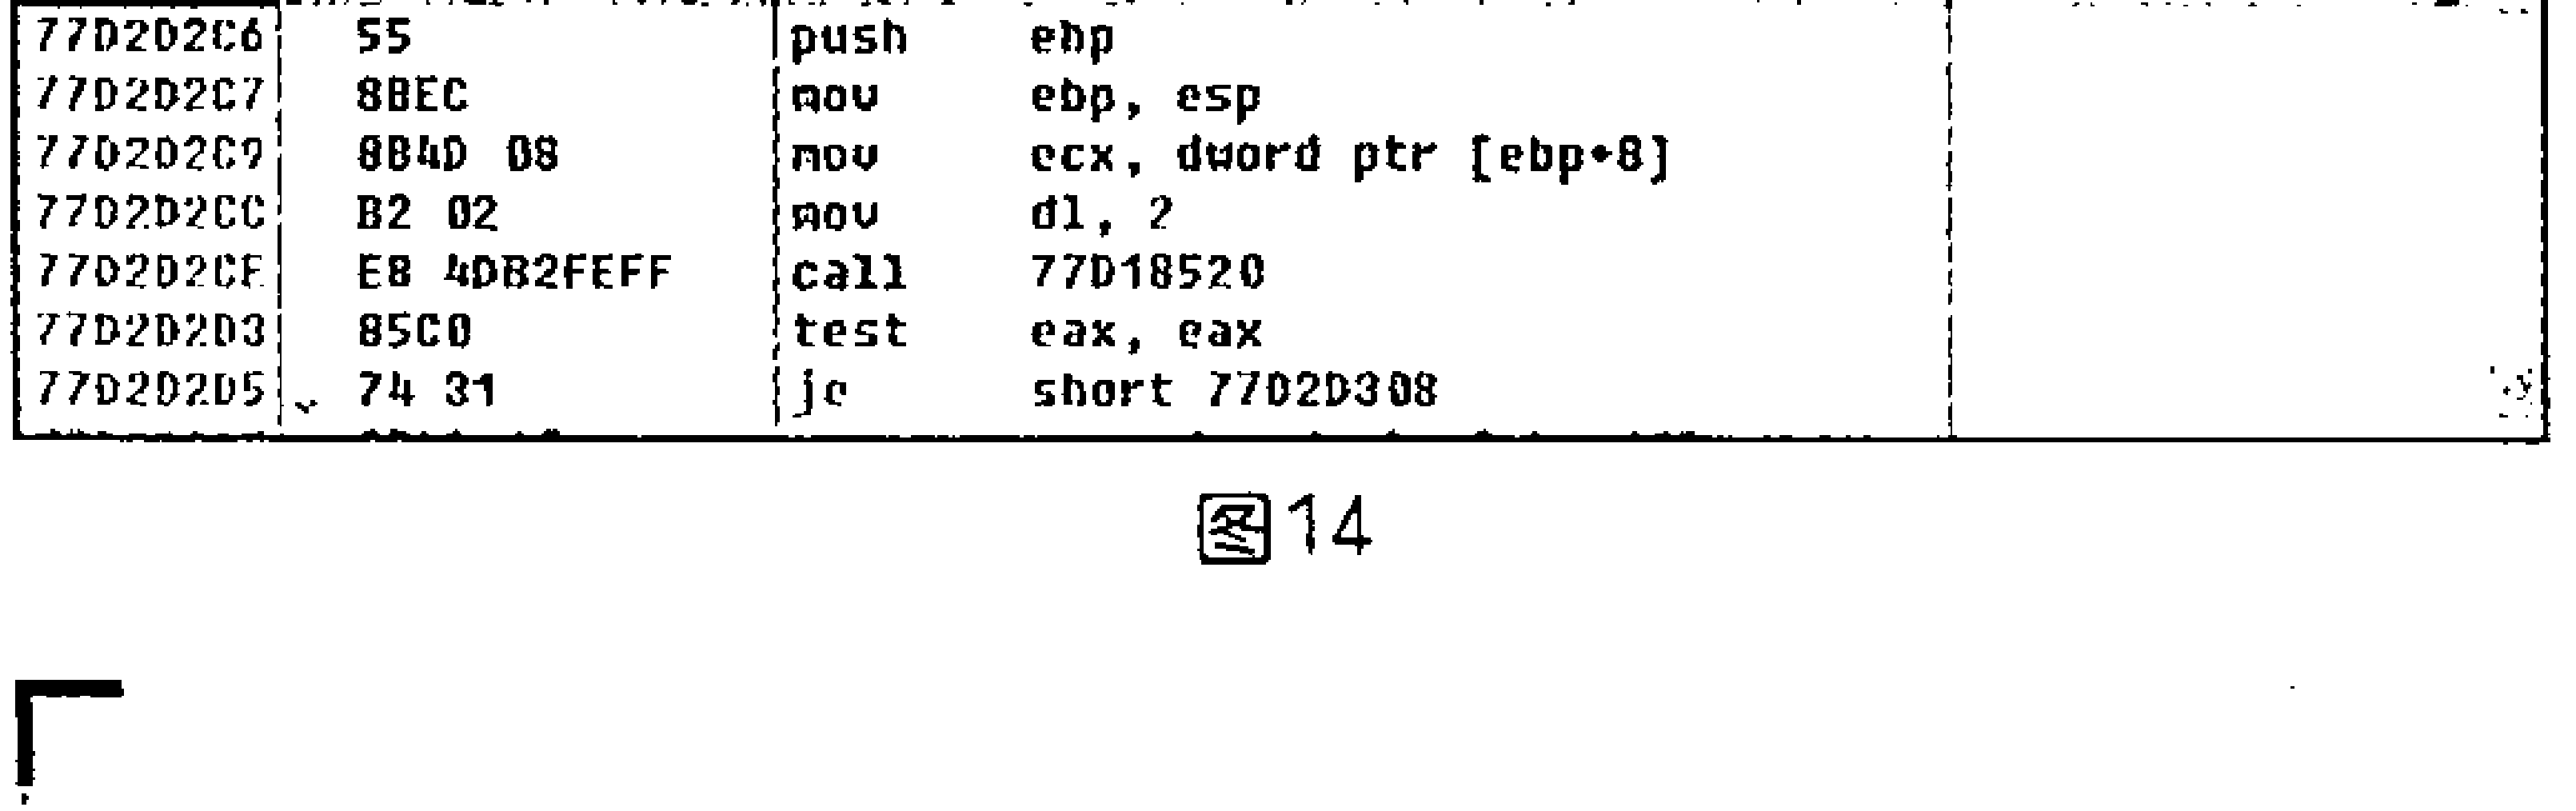 77D2D2C6 55 push ebp
77D2D2C7 8BEC mov ebp, esp
77D2D2C9 8B4D 08 mov ecx, dword ptr [ebp+8]
77D2D2CC B2 02 mov dl, 2
77D2D2CE E8 4DB2FEFF call 77D18520
77D2D2D3 85C0 test eax, eax
77D2D2D5 74 31 je short 77D2D308
图14